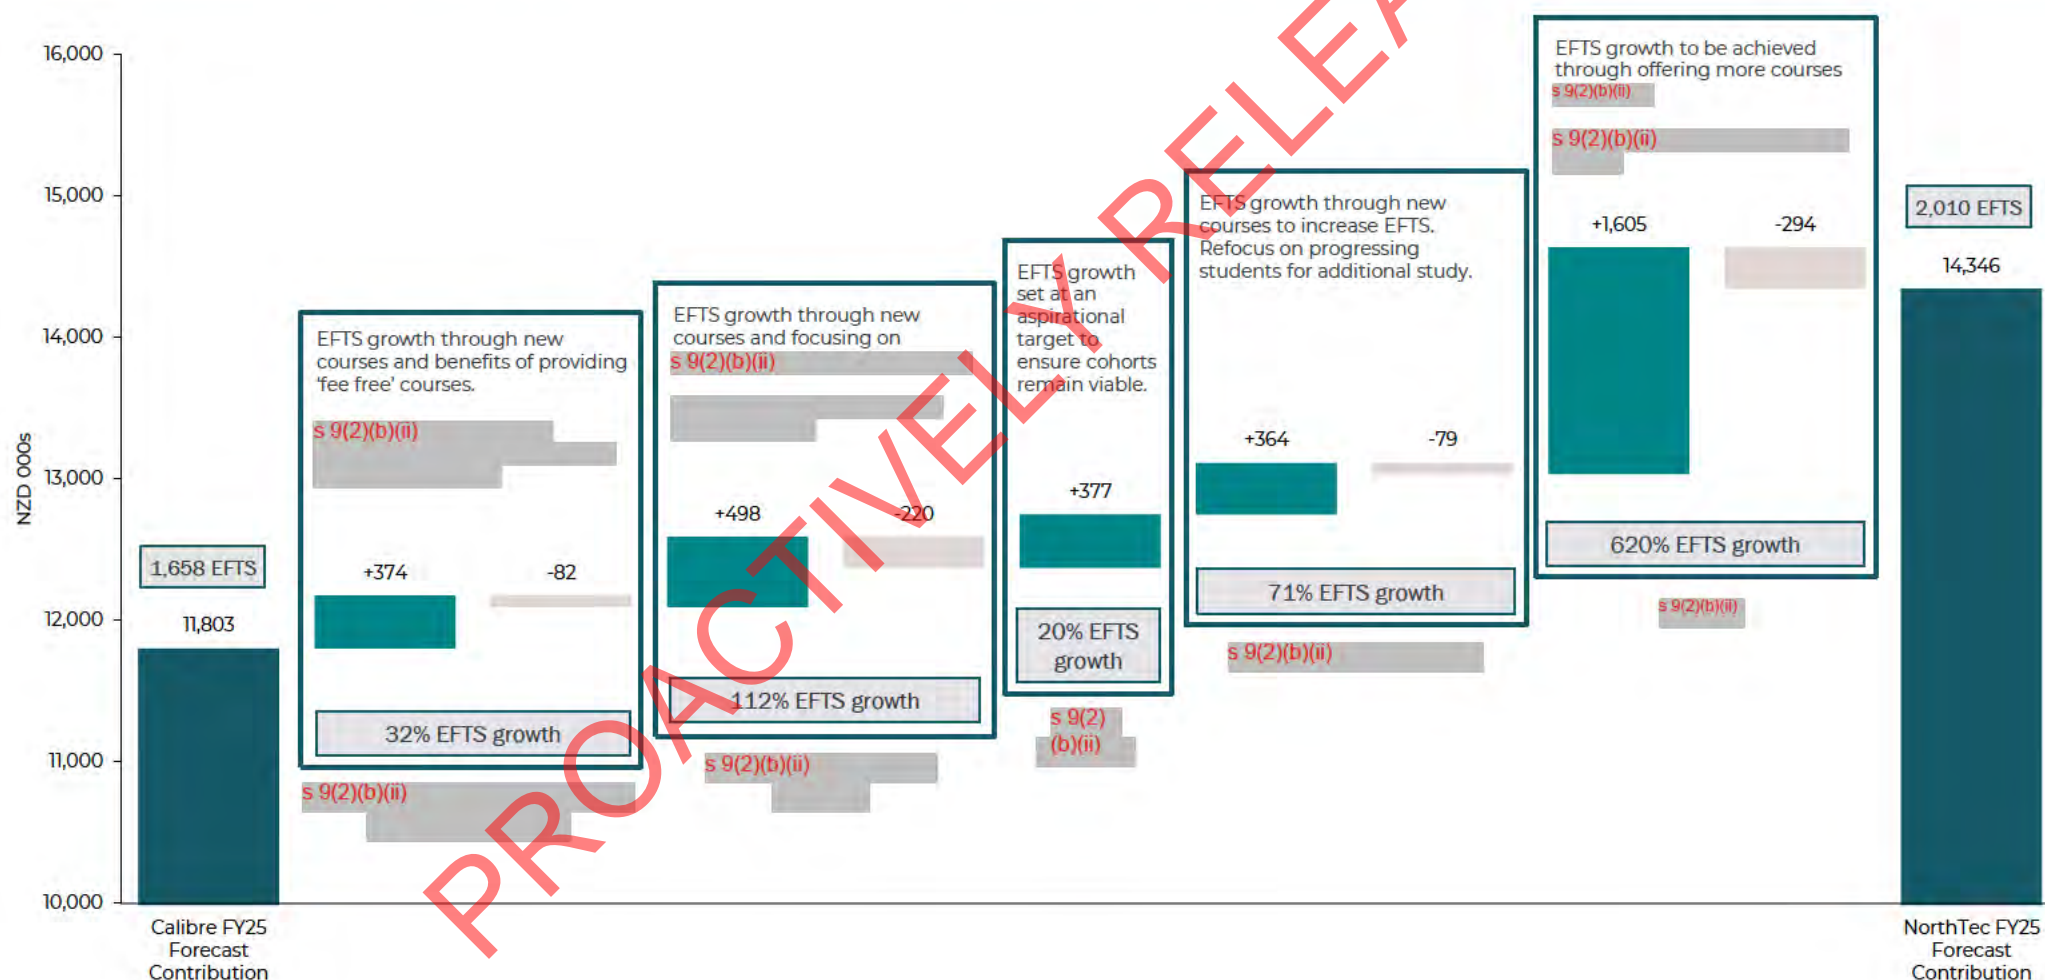 16,000
15,000
14,000
13,000
12,000
11,000
10,000
NZD 000s
1,658 EFTS
11,803
Calibre FY25
Forecast
Contribution
EFTS growth through new
courses and benefits of providing
‘fee free’ courses.
s 9(2)(b)(ii)
+374
-82
32% EFTS growth
s 9(2)(b)(ii)
EFTS growth through new
courses and focusing on
s 9(2)(b)(ii)
+498
-220
112% EFTS growth
s 9(2)(b)(ii)
EFTS growth
set at an
aspirational
target to
ensure cohorts
remain viable.
+377
20% EFTS
growth
s 9(2)
(b)(ii)
EFTS growth through new
courses to increase EFTS.
Refocus on progressing
students for additional study.
+364
-79
71% EFTS growth
s 9(2)(b)(ii)
EFTS growth to be achieved
through offering more courses
s 9(2)(b)(ii)
s 9(2)(b)(ii)
+1,605
-294
620% EFTS growth
s 9(2)(b)(ii)
2,010 EFTS
14,346
NorthTec FY25
Forecast
Contribution
PROACTIVELY RELEA